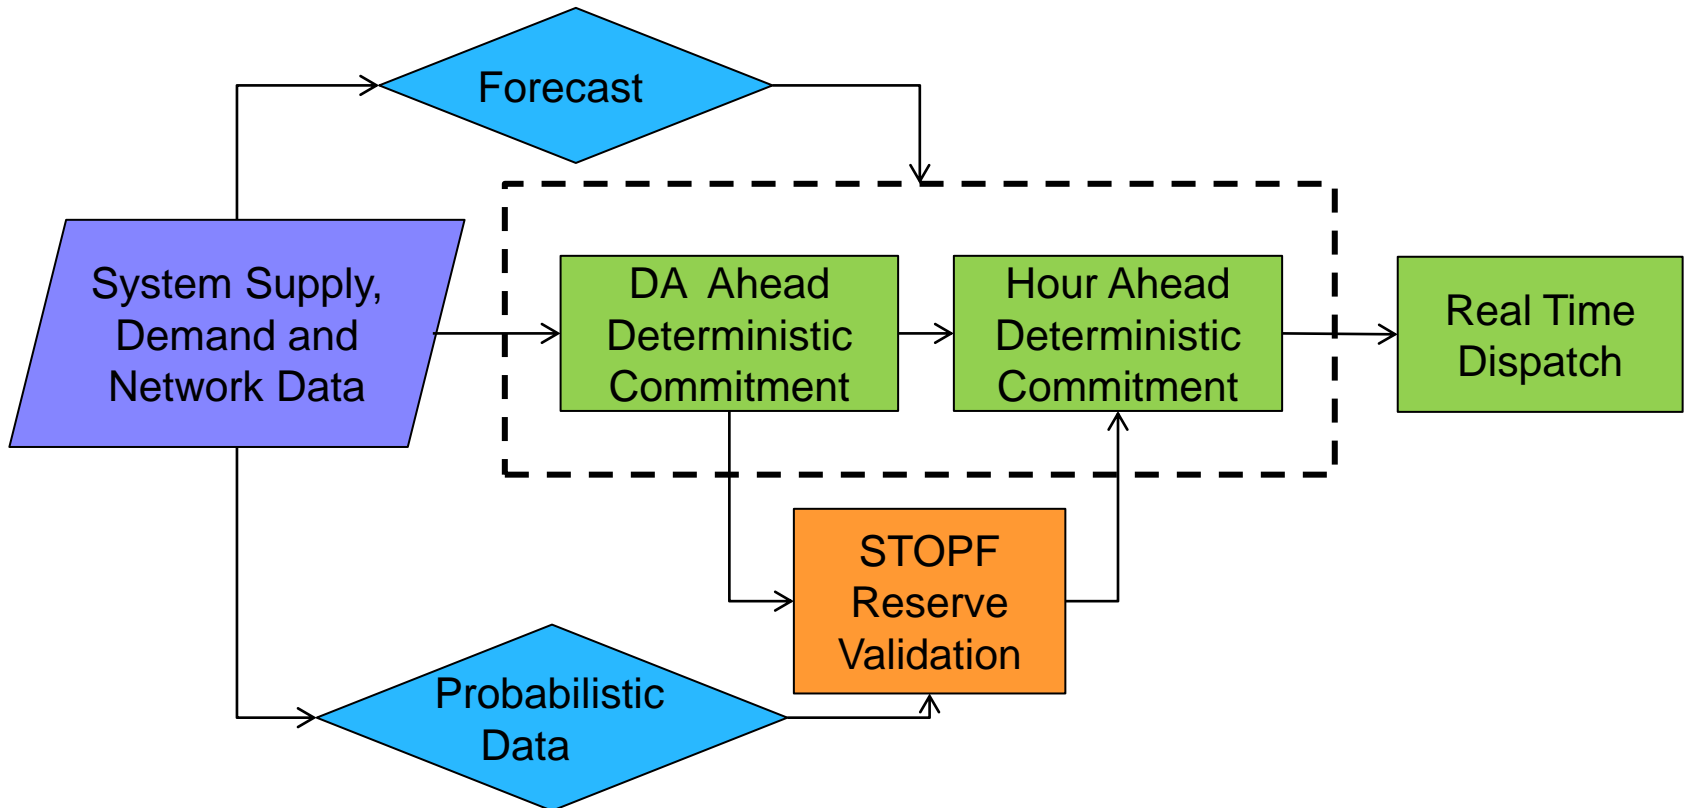 Forecast
System Supply,
Demand and
Network Data
DA  Ahead
Deterministic
Commitment
Hour Ahead
Deterministic
Commitment
Real Time
Dispatch
STOPF
Reserve
Validation
Probabilistic
Data